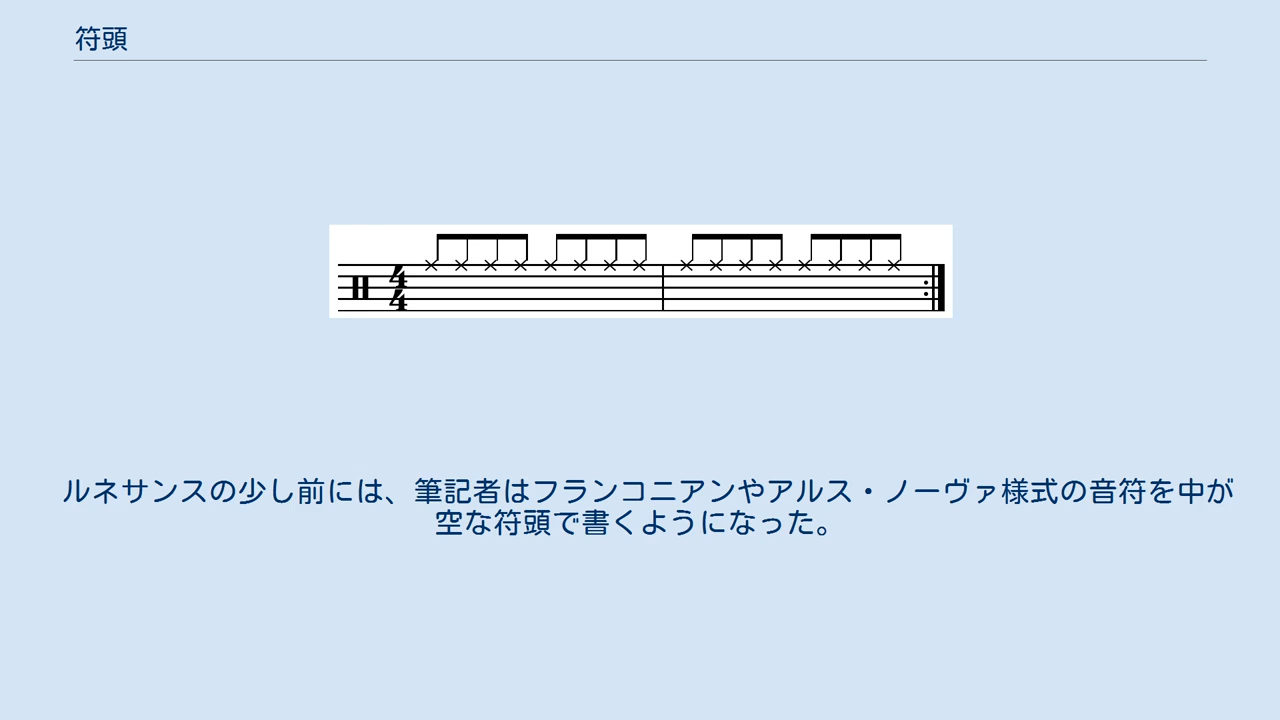 符頭
4
4
ルネサンスの少し前には、筆記者はフランコニアンやアルス・ノーヴァ様式の音符を中が
空な符頭で書くようになった。